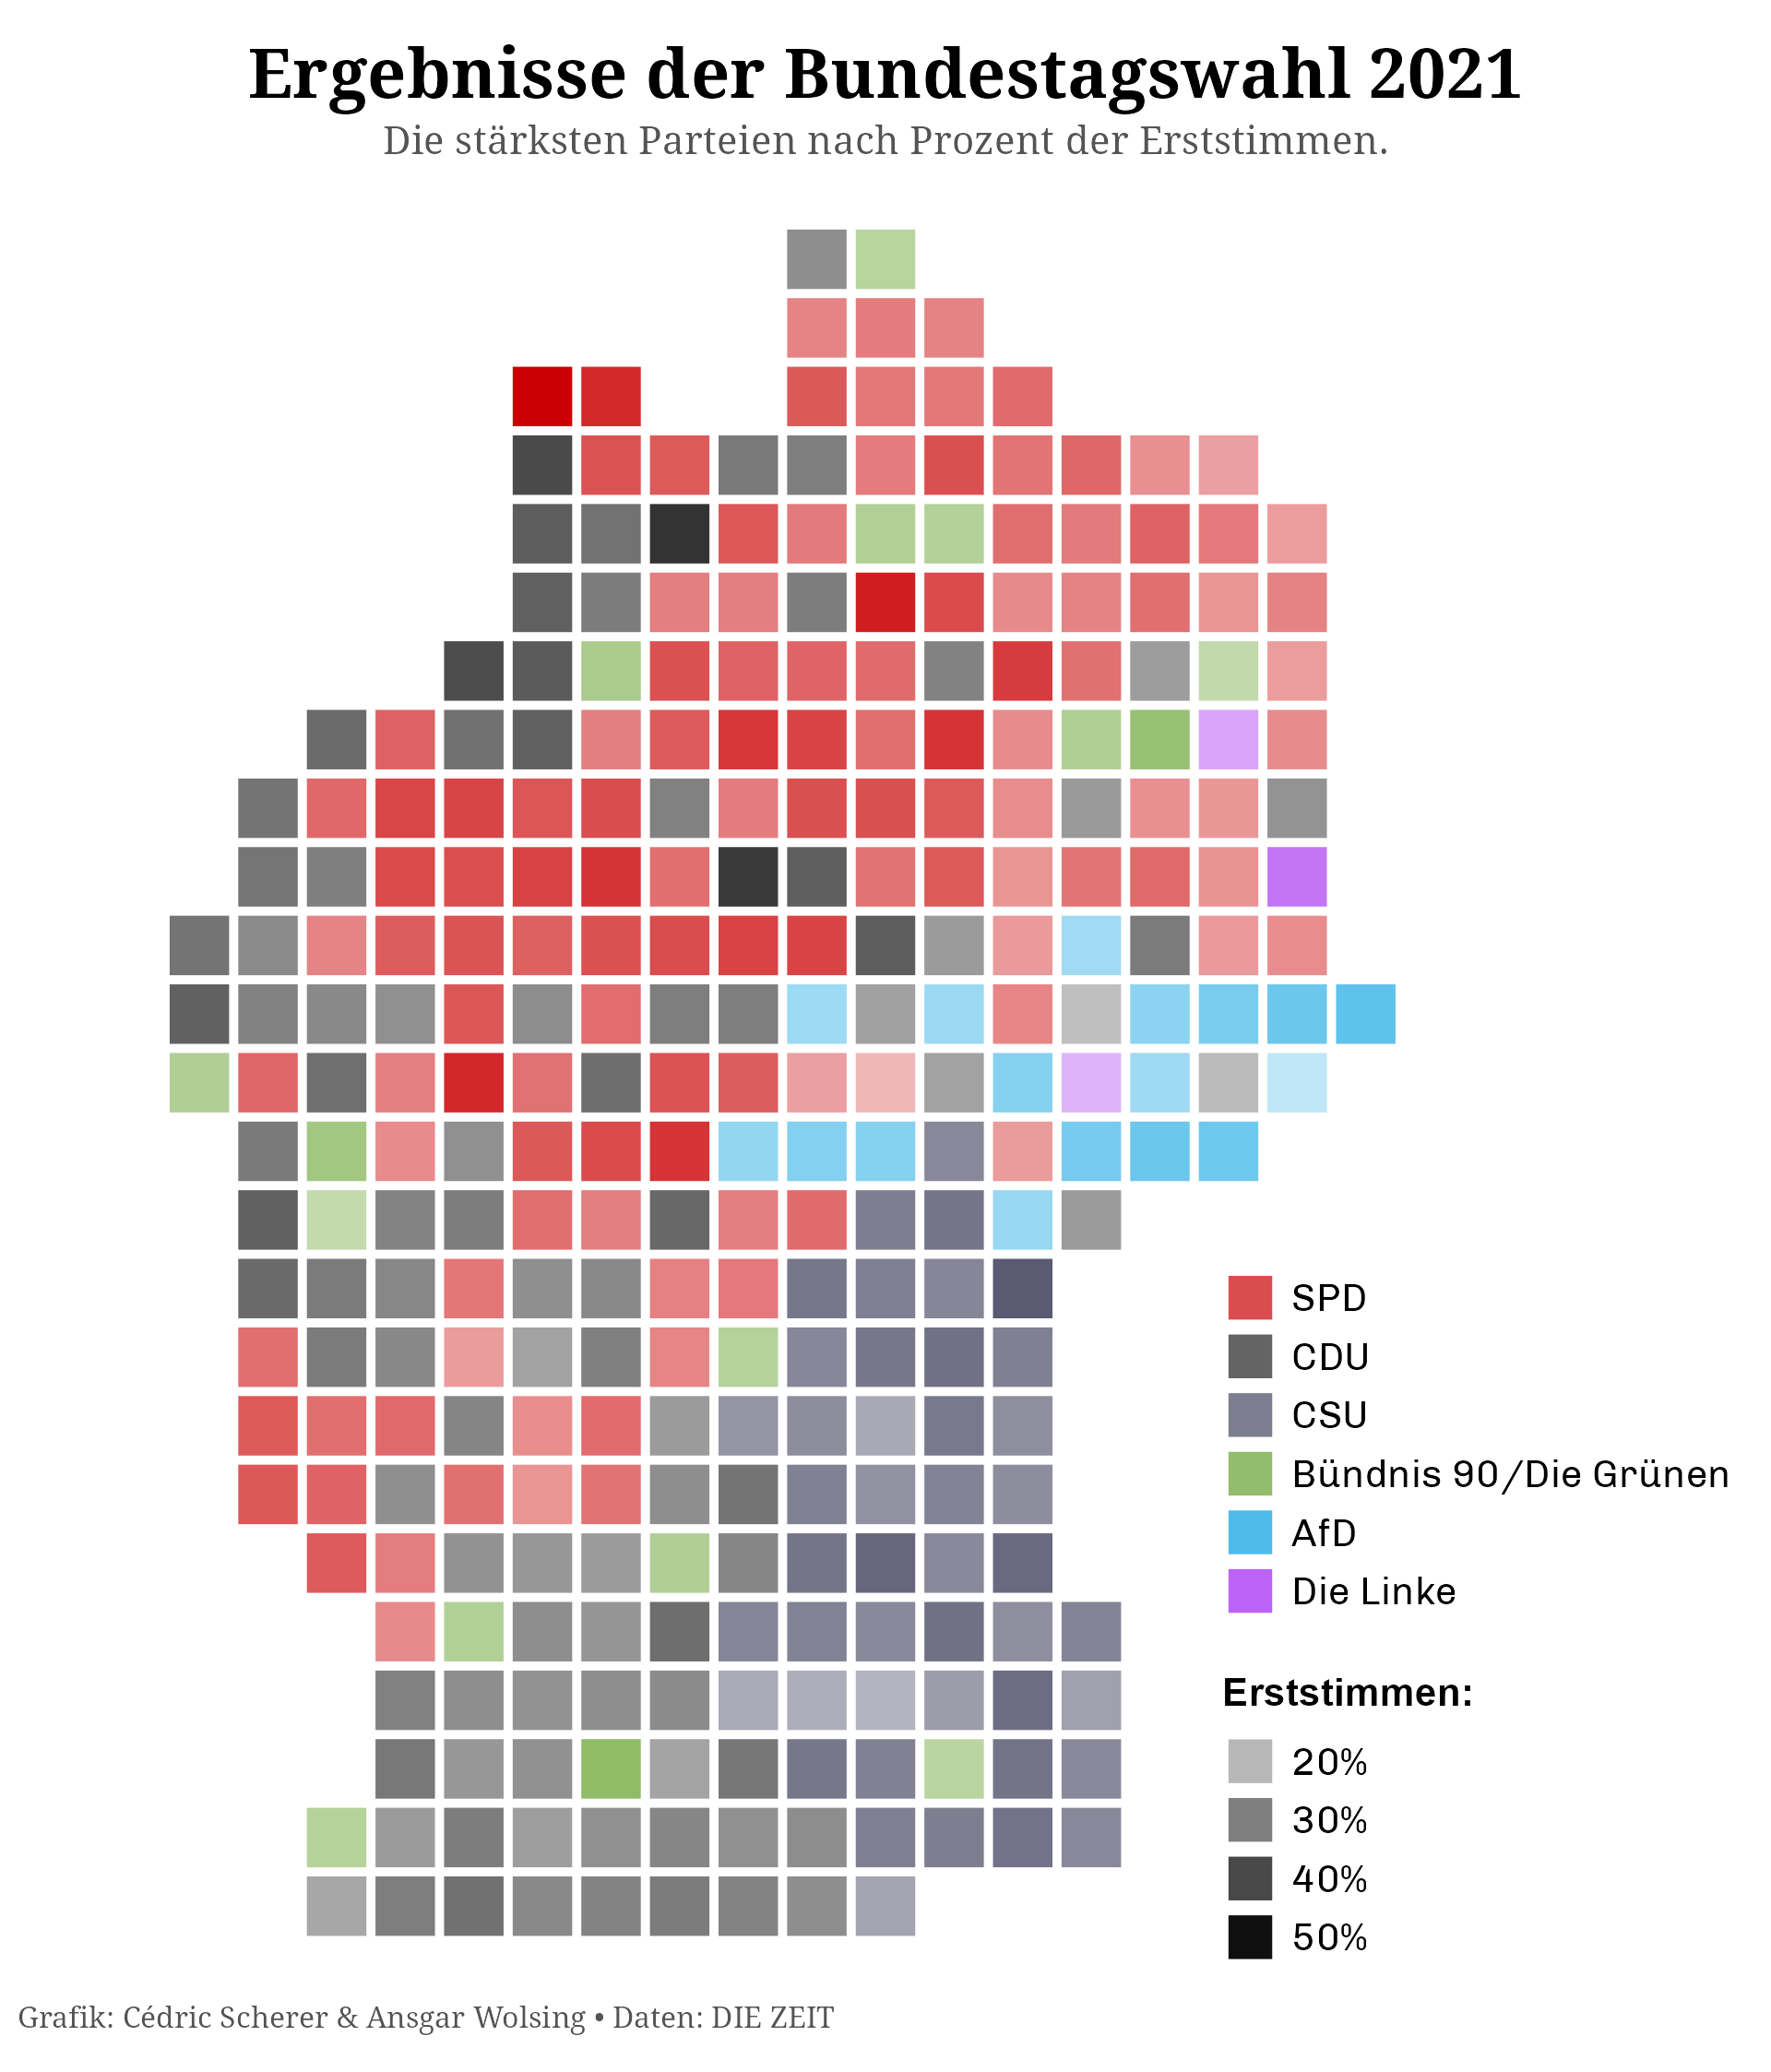 Ergebnisse der Bundestagswahl 2021
Die stärksten Parteien nach Prozent der Erststimmen.
SPD
CDU
CSU
Bündnis 90/Die Grünen
AfD
Die Linke
Erststimmen:
20%
30%
40%
50%
Grafik: Cédric Scherer & Ansgar Wolsing • Daten: DIE ZEIT